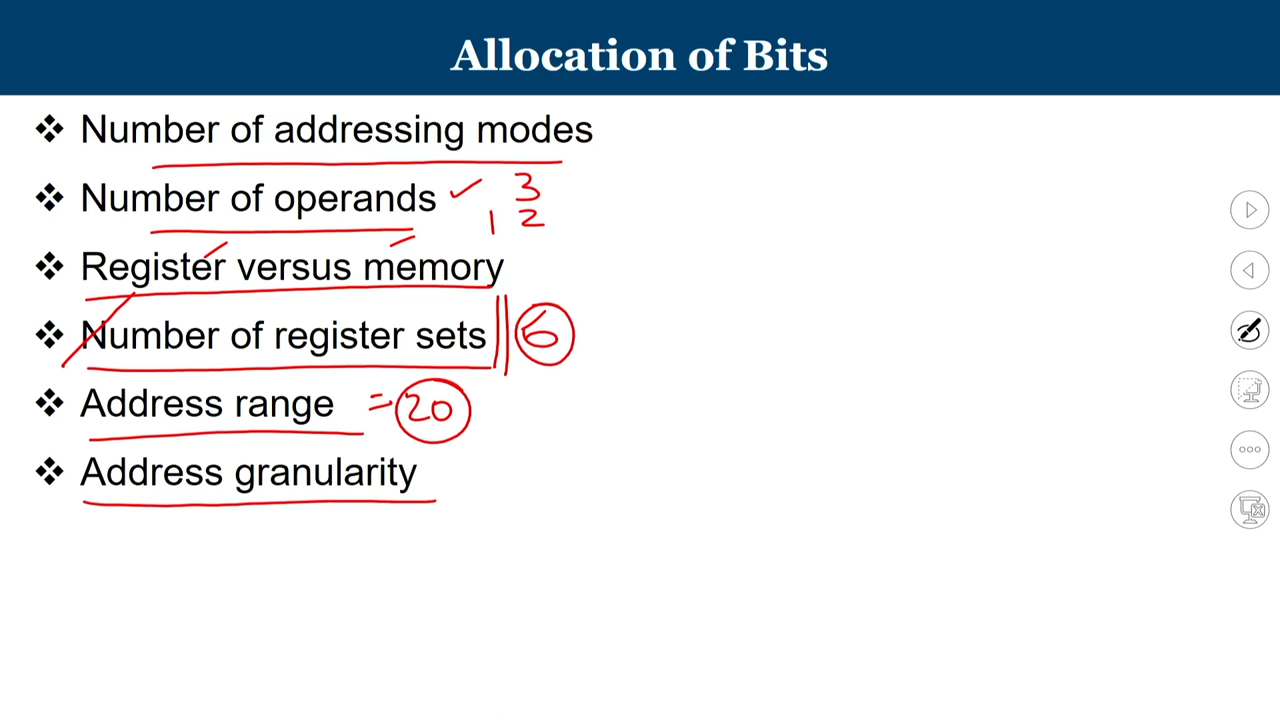 Allocation of Bits
❖ Number of addressing modes
❖ Number of operands ✓ 3
1 2
❖ Register versus memory
❖ Number of register sets || 6
❖ Address range = 20
❖ Address granularity